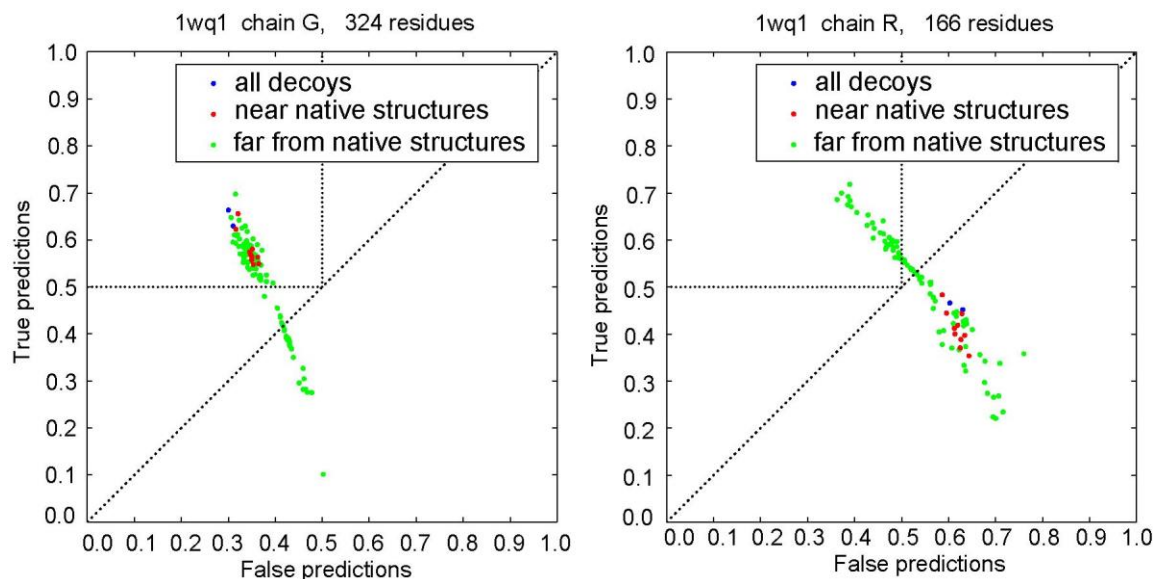 1wq1 chain G, 324 residues
1.0
0.9
0.8
0.7
0.6
0.5
0.4
0.3
0.2
0.1
0.0
True predictions
all decoys
near native structures
far from native structures
0.0 0.1 0.2 0.3 0.4 0.5 0.6 0.7 0.8 0.9 1.0
False predictions
1wq1 chain R, 166 residues
1.0
0.9
0.8
0.7
0.6
0.5
0.4
0.3
0.2
0.1
0.0
True predictions
all decoys
near native structures
far from native structures
0.0 0.1 0.2 0.3 0.4 0.5 0.6 0.7 0.8 0.9 1.0
False predictions